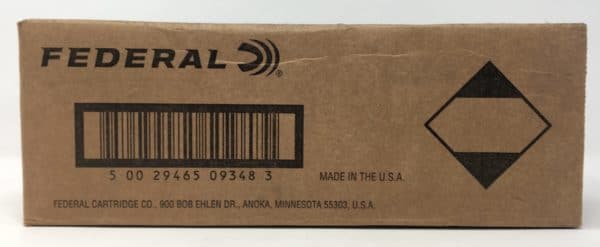 FEDERAL®
5 00 29465 09348 3
MADE IN THE U.S.A.
FEDERAL CARTRIDGE CO., 900 BOB EHLEN DR., ANOKA, MINNESOTA 55303, U.S.A.